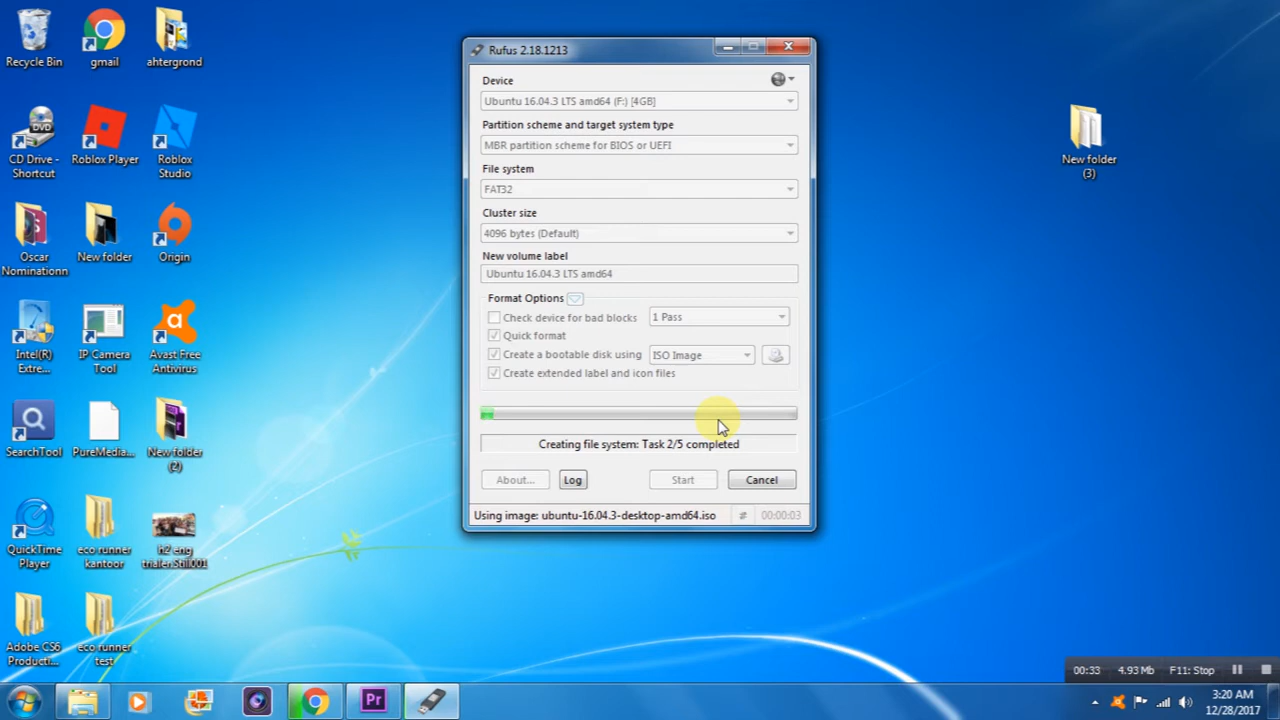 Recycle Bin
gmail
ahtergrond
CD Drive -
Shortcut
DVD
Roblox Player
Roblox
Studio
Oscar
Nominationn
New folder
Origin
Intel(R)
Extre...
IP Camera
Tool
Avast Free
Antivirus
SearchTool
PureMedia...
New folder
(2)
QuickTime
Player
eco runner
kantoor
h2 eng
trialer.Still001
Adobe CS6
Producti...
eco runner
test
New folder
(3)
Rufus 2.18.1213
Device
Ubuntu 16.04.3 LTS amd64 (F:) [4GB]
Partition scheme and target system type
MBR partition scheme for BIOS or UEFI
File system
FAT32
Cluster size
4096 bytes (Default)
New volume label
Ubuntu 16.04.3 LTS amd64
Format Options
Check device for bad blocks
1 Pass
Quick format
Create a bootable disk using
ISO Image
Create extended label and icon files
Creating file system: Task 2/5 completed
About...
Log
Start
Cancel
Using image: ubuntu-16.04.3-desktop-amd64.iso
#
00:00:03
00:33
4.93 Mb
F11: Stop
Pr
3:20 AM
12/28/2017